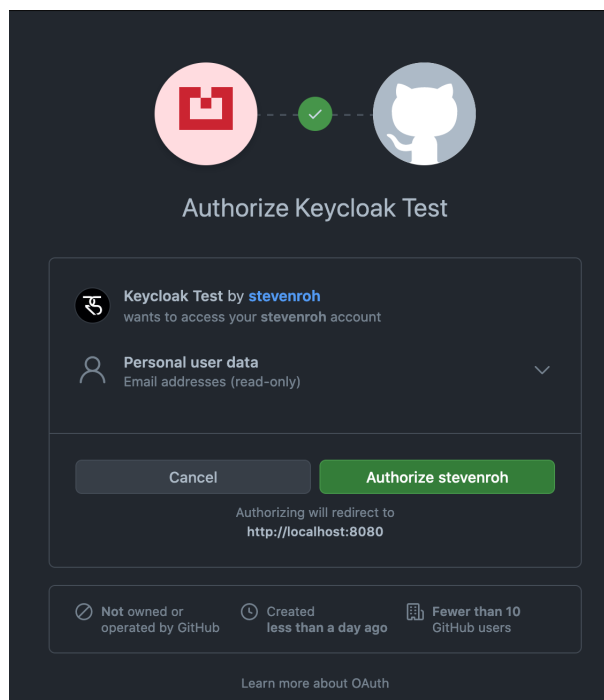 Authorize Keycloak Test
Keycloak Test by stevenroh
wants to access your stevenroh account
Personal user data
Email addresses (read-only)
Cancel
Authorize stevenroh
Authorizing will redirect to
http://localhost:8080
Not owned or
operated by GitHub
Created
less than a day ago
Fewer than 10
GitHub users
Learn more about OAuth